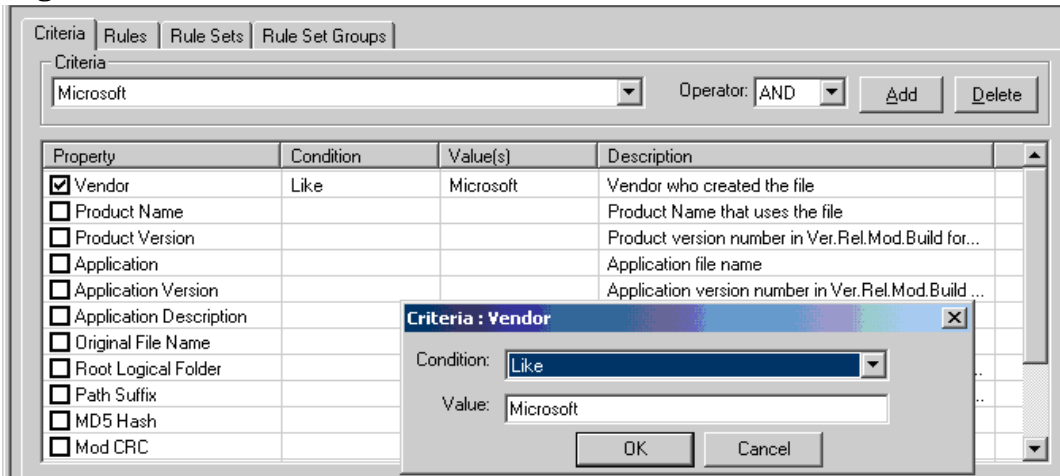 Criteria Rules Rule Sets Rule Set Groups
Criteria
Microsoft Operator: AND Add Delete
Property Condition Value(s) Description
Vendor Like Microsoft Vendor who created the file
Product Name Product Name that uses the file
Product Version Product version number in Ver.Rel.Mod.Build for...
Application Application file name
Application Version Application version number in Ver.Rel.Mod.Build ...
Application Description
Original File Name
Root Logical Folder
Path Suffix
MD5 Hash
Mod CRC
Criteria : Vendor
Condition: Like
Value: Microsoft
OK Cancel